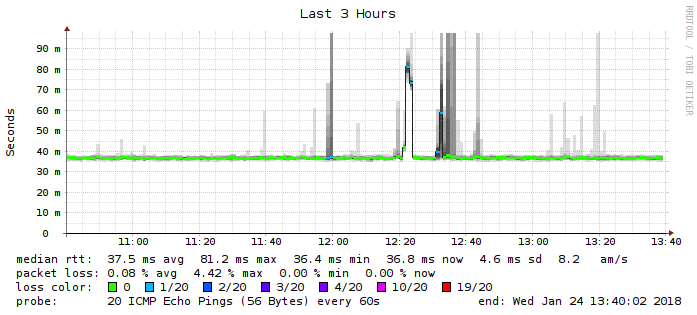 Last 3 Hours
RRDTOOL / TOBI OETIKER
Seconds
90 m
80 m
70 m
60 m
50 m
40 m
30 m
20 m
10 m
0
11:00 11:20 11:40 12:00 12:20 12:40 13:00 13:20 13:40
median rtt: 37.5 ms avg 81.2 ms max 36.4 ms min 36.8 ms now 4.6 ms sd 8.2 am/s
packet loss: 0.08 % avg 4.42 % max 0.00 % min 0.00 % now
loss color: 0 1/20 2/20 3/20 4/20 10/20 19/20
probe: 20 ICMP Echo Pings (56 Bytes) every 60s end: Wed Jan 24 13:40:02 2018